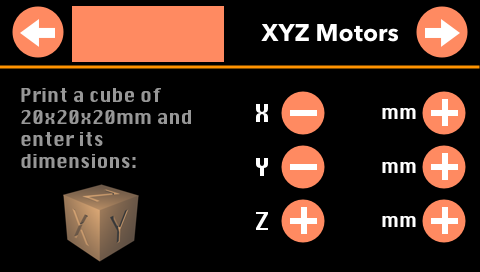 XYZ Motors
Print a cube of
20x20x20mm and
enter its
dimensions:
X mm
Y mm
Z mm
Z
X Y